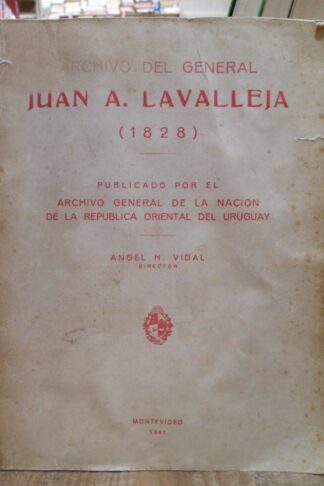 ARCHIVO DEL GENERAL
JUAN A. LAVALLEJA
(1828)
PUBLICADO POR EL
ARCHIVO GENERAL DE LA NACION
DE LA REPUBLICA ORIENTAL DEL URUGUAY
ANGEL H. VIDAL
DIRECTOR
MONTEVIDEO
1941